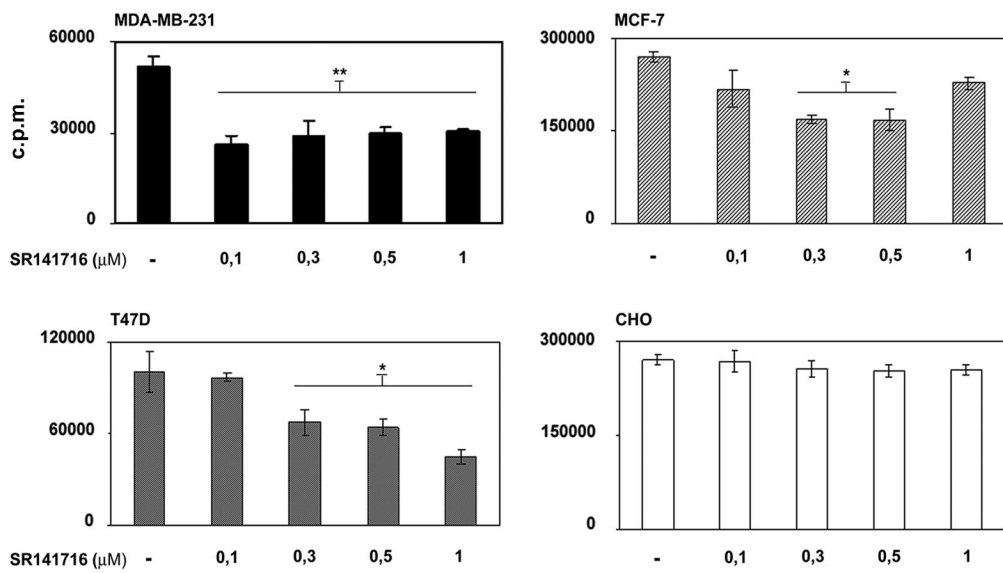 MDA-MB-231
60000
**
30000
0
c.p.m.
SR141716 (μM) - 0,1 0,3 0,5 1
MCF-7
300000
*
150000
0
- 0,1 0,3 0,5 1
T47D
120000
*
60000
0
SR141716 (μM) - 0,1 0,3 0,5 1
CHO
300000
150000
0
- 0,1 0,3 0,5 1